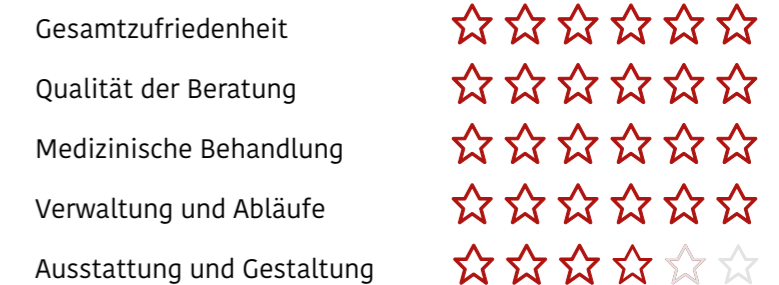 Gesamtzufriedenheit
Qualität der Beratung
Medizinische Behandlung
Verwaltung und Abläufe
Ausstattung und Gestaltung